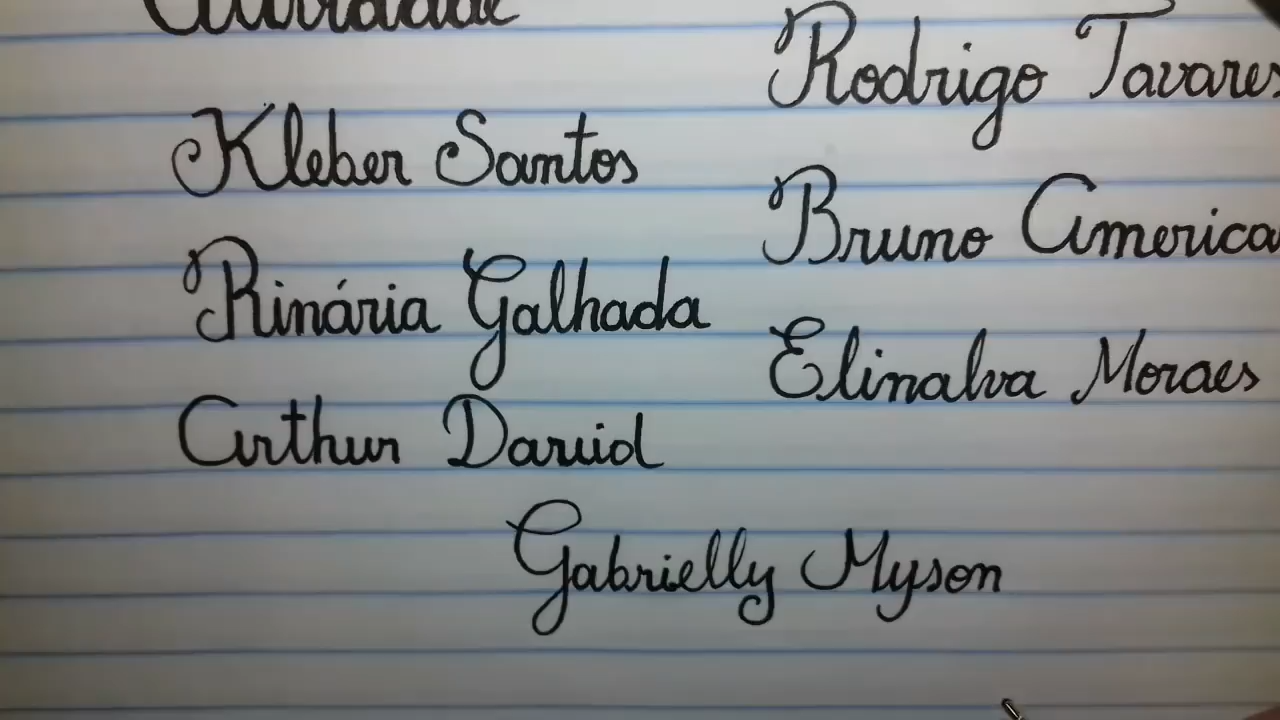 Kleber Santos
Rinária Galhada
Arthur David
Rodrigo Tavares
Bruno America
Elinalva Moraes
Gabrielly Myson